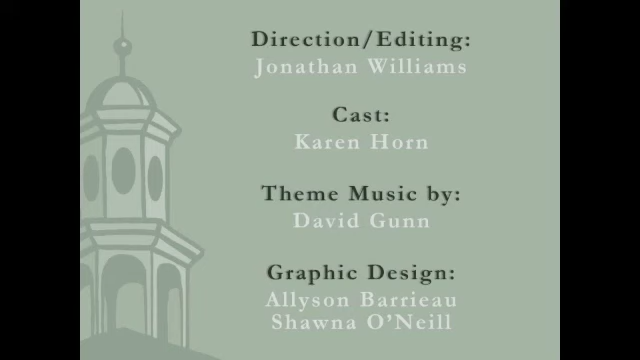 Direction/Editing:
Jonathan Williams
Cast:
Karen Horn
Theme Music by:
David Gunn
Graphic Design:
Allyson Barrieau
Shawna O'Neill